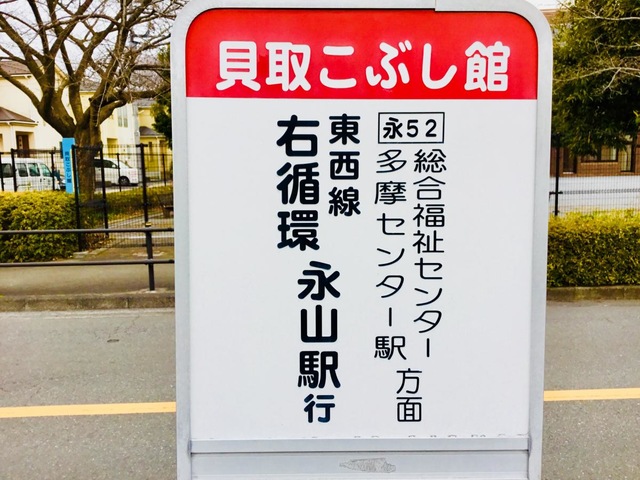 貝取こぶし館
永52
総合福祉センター
多摩センター駅
方面
東西線
右循環
永山駅行